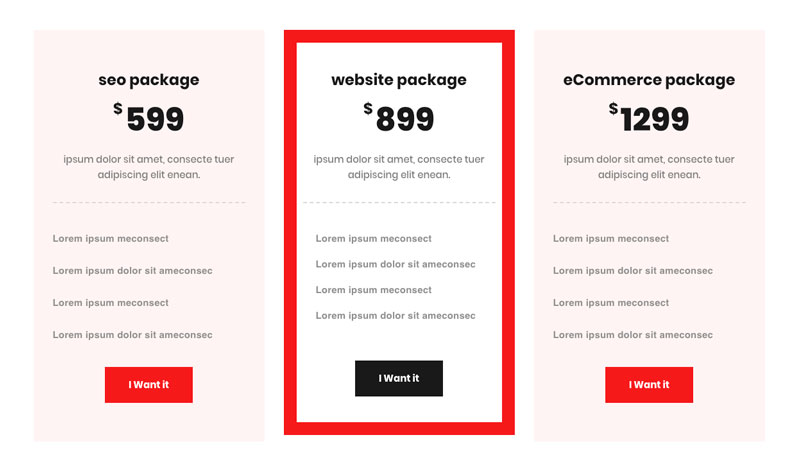 seo package
$599
ipsum dolor sit amet, consecte tuer
adipiscing elit enean.
Lorem ipsum meconsect
Lorem ipsum dolor sit ameconsec
Lorem ipsum meconsect
Lorem ipsum dolor sit ameconsec
I Want it
website package
$899
ipsum dolor sit amet, consecte tuer
adipiscing elit enean.
Lorem ipsum meconsect
Lorem ipsum dolor sit ameconsec
Lorem ipsum meconsect
Lorem ipsum dolor sit ameconsec
I Want it
eCommerce package
$1299
ipsum dolor sit amet, consecte tuer
adipiscing elit enean.
Lorem ipsum meconsect
Lorem ipsum dolor sit ameconsec
Lorem ipsum meconsect
Lorem ipsum dolor sit ameconsec
I Want it